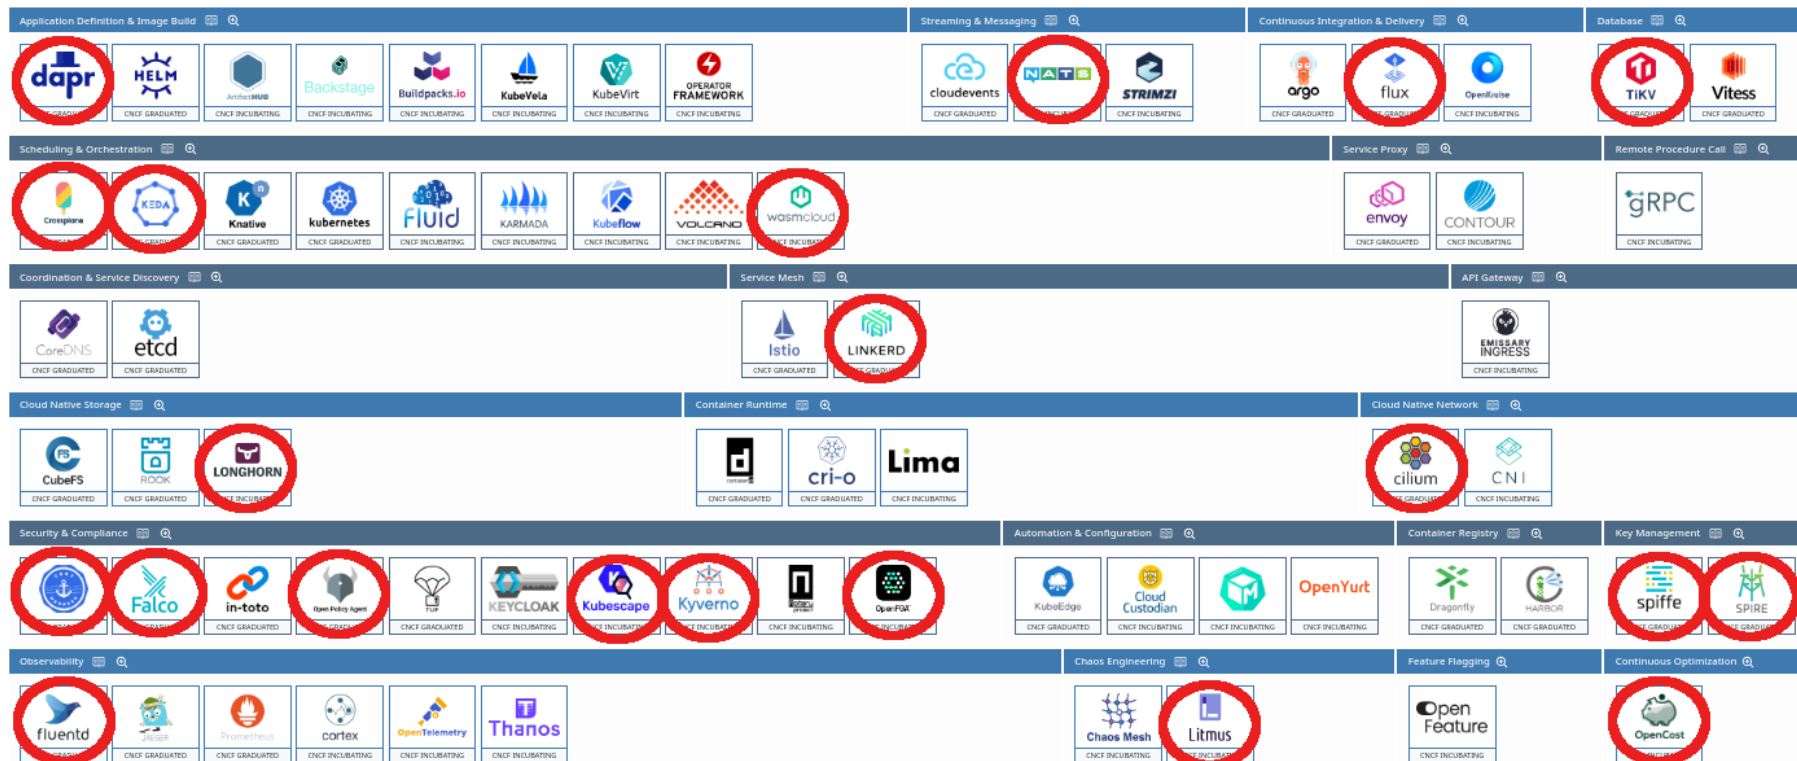 Application Definition & Image Build
Streaming & Messaging
Continuous Integration & Delivery
Database
dapr
HELM
ArtifactHUB
Backstage
Buildpacks.io
KubeVela
KubeVirt
OPERATOR
FRAMEWORK
cloudevents
NATS
STRIMZI
argo
flux
OpenKruise
TiKV
Vitess
CNCF GRADUATED
CNCF INCUBATING
CNCF INCUBATING
CNCF INCUBATING
CNCF INCUBATING
CNCF INCUBATING
CNCF INCUBATING
CNCF GRADUATED
CNCF INCUBATING
CNCF GRADUATED
CNCF INCUBATING
CNCF GRADUATED
Scheduling & Orchestration
Service Proxy
Remote Procedure Call
Crossplane
KEDA
K n
Knative
kubernetes
Fluid
KARMADA
Kubeflow
VOLCANO
wasmcloud
envoy
CONTOUR
gRPC
CNCF GRADUATED
CNCF GRADUATED
CNCF INCUBATING
CNCF INCUBATING
CNCF INCUBATING
CNCF INCUBATING
CNCF INCUBATING
CNCF GRADUATED
CNCF INCUBATING
CNCF INCUBATING
Coordination & Service Discovery
Service Mesh
API Gateway
CoreDNS
etcd
Istio
LINKERD
EMISSARY
INGRESS
CNCF GRADUATED
CNCF GRADUATED
CNCF GRADUATED
CNCF INCUBATING
Cloud Native Storage
Container Runtime
Cloud Native Network
FS
CubeFS
ROOK
LONGHORN
d
cri-o
Lima
cilium
CNI
CNCF GRADUATED
CNCF GRADUATED
CNCF GRADUATED
CNCF GRADUATED
CNCF INCUBATING
CNCF INCUBATING
Security & Compliance
Automation & Configuration
Container Registry
Key Management
Falco
in-toto
Open Policy Agent
TUF
KEYCLOAK
Kubescape
Kyverno
OpenFGA
KubeEdge
Cloud
Custodian
OpenYurt
Dragonfly
HARBOR
spiffe
SPIRE
CNCF GRADUATED
CNCF GRADUATED
CNCF INCUBATING
CNCF INCUBATING
CNCF GRADUATED
CNCF INCUBATING
CNCF INCUBATING
CNCF INCUBATING
CNCF GRADUATED
CNCF GRADUATED
Observability
Chaos Engineering
Feature Flagging
Continuous Optimization
fluentd
JAEGER
Prometheus
cortex
OpenTelemetry
Thanos
Chaos Mesh
Litmus
Open
Feature
OpenCost
CNCF GRADUATED
CNCF GRADUATED
CNCF INCUBATING
CNCF INCUBATING
CNCF INCUBATING
CNCF INCUBATING
CNCF INCUBATING